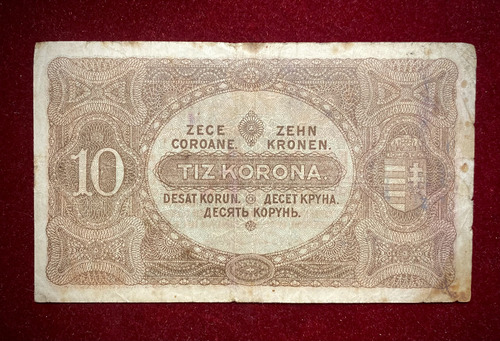 ZECE COROANE.
ZEHN KRONEN.
10
TIZ KORONA.
DESAT KORUN.
ДЕСЕТ КРУНА.
ДЕСЯТЬ КОРУНЬ.